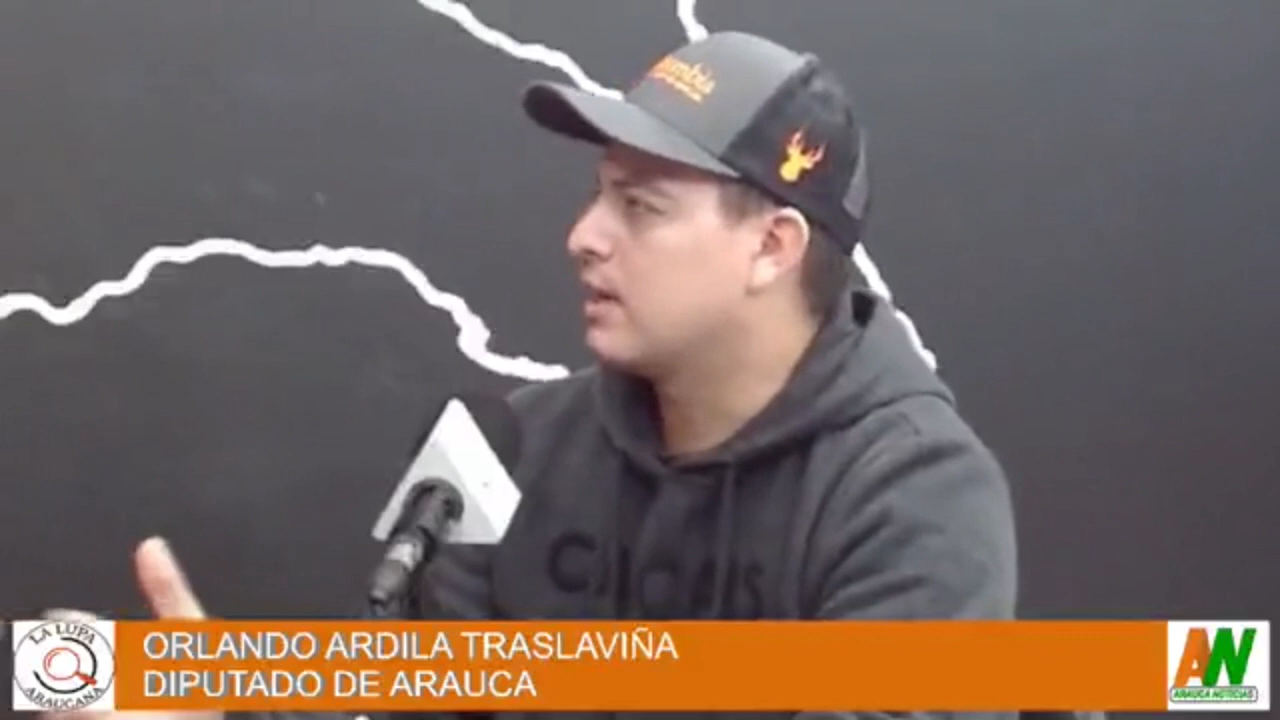 ORLANDO ARDILA TRASLAVIÑA
DIPUTADO DE ARAUCA
LA LUPA
ARAUCANA
AN
ARAUCA NOTICIAS